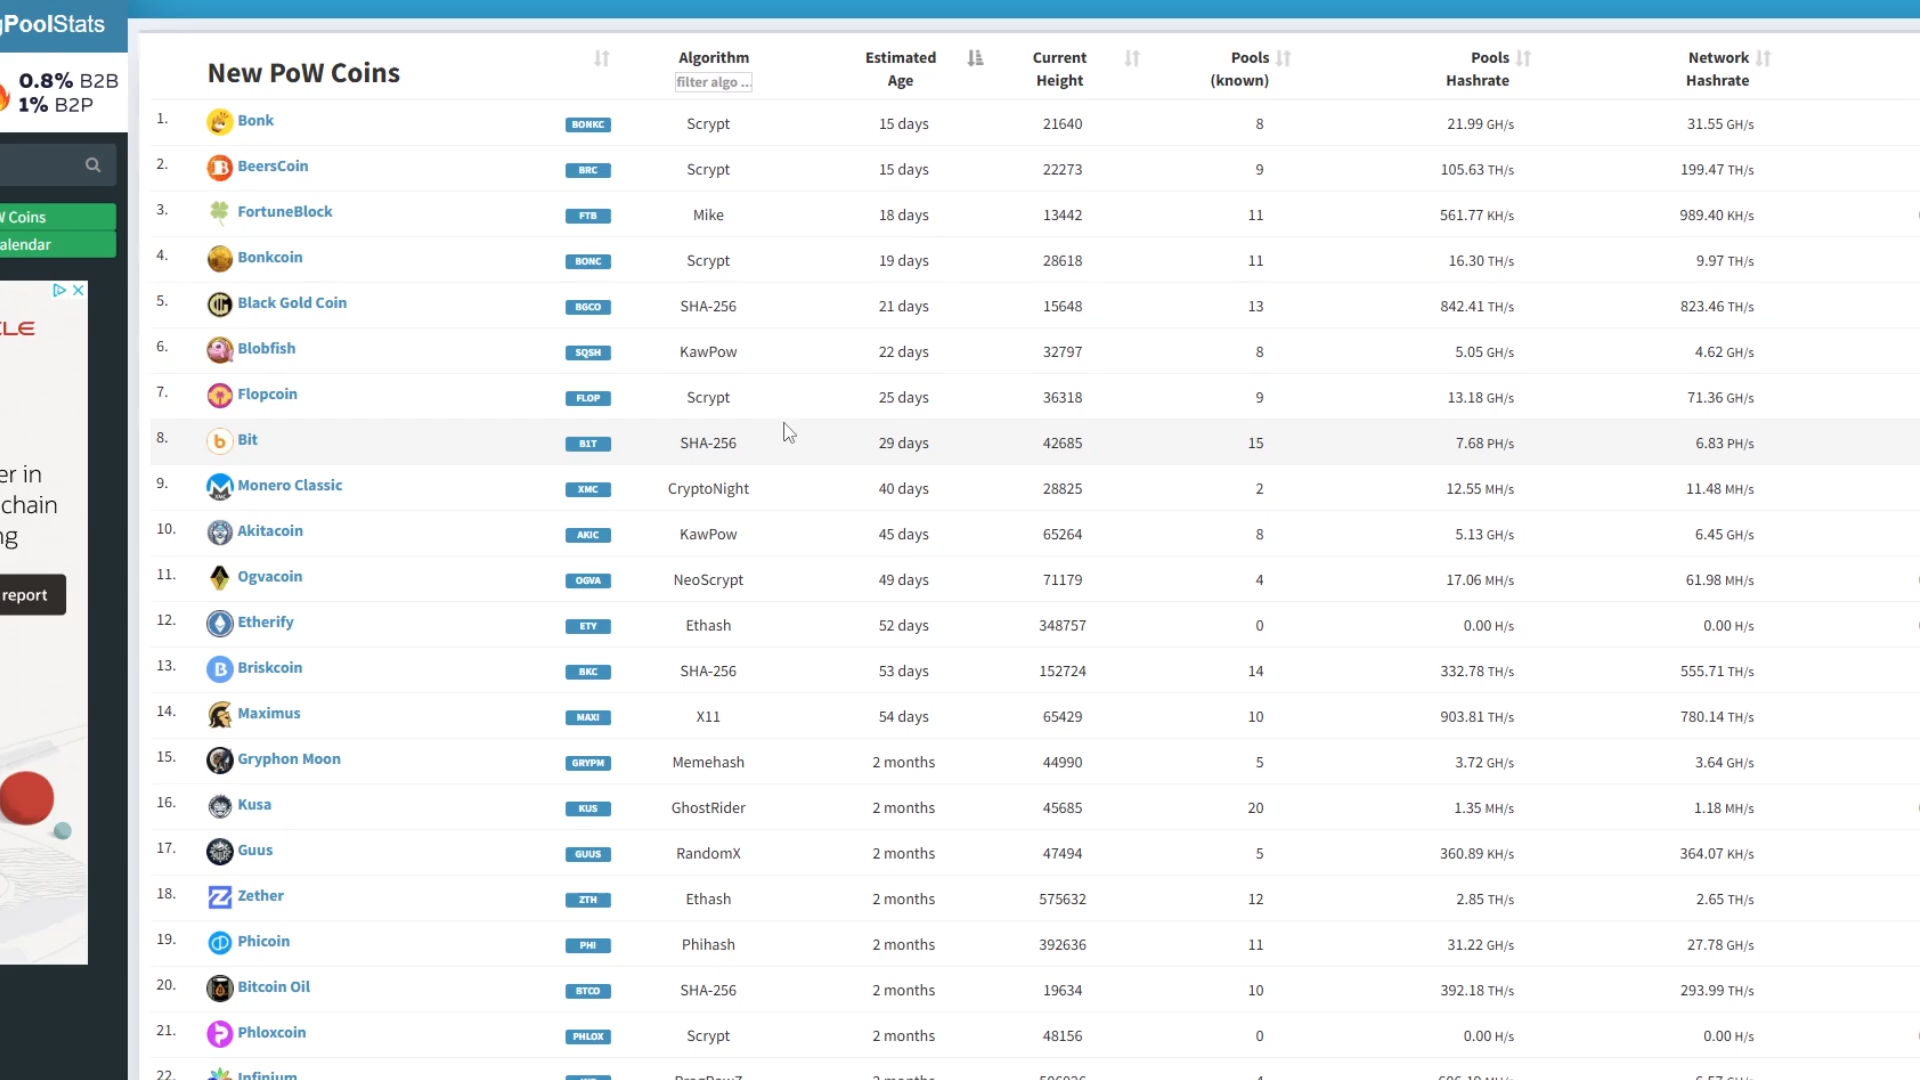 gPoolStats
0.8% B2B
1% B2P
W Coins
alendar
CLE
er in
chain
ng
report
New PoW Coins
Algorithm
filter algo ...
Estimated
Age
Current
Height
Pools
(known)
Pools
Hashrate
Network
Hashrate
1. Bonk BONKC Scrypt 15 days 21640 8 21.99 GH/s 31.55 GH/s
2. BeersCoin BRC Scrypt 15 days 22273 9 105.63 TH/s 199.47 TH/s
3. FortuneBlock FTB Mike 18 days 13442 11 561.77 KH/s 989.40 KH/s
4. Bonkcoin BONC Scrypt 19 days 28618 11 16.30 TH/s 9.97 TH/s
5. Black Gold Coin BGCO SHA-256 21 days 15648 13 842.41 TH/s 823.46 TH/s
6. Blobfish SQSH KawPow 22 days 32797 8 5.05 GH/s 4.62 GH/s
7. Flopcoin FLOP Scrypt 25 days 36318 9 13.18 GH/s 71.36 GH/s
8. Bit B1T SHA-256 29 days 42685 15 7.68 PH/s 6.83 PH/s
9. Monero Classic XMC CryptoNight 40 days 28825 2 12.55 MH/s 11.48 MH/s
10. Akitacoin AKIC KawPow 45 days 65264 8 5.13 GH/s 6.45 GH/s
11. Ogvacoin OGVA NeoScrypt 49 days 71179 4 17.06 MH/s 61.98 MH/s
12. Etherify ETY Ethash 52 days 348757 0 0.00 H/s 0.00 H/s
13. Briskcoin BKC SHA-256 53 days 152724 14 332.78 TH/s 555.71 TH/s
14. Maximus MAXI X11 54 days 65429 10 903.81 TH/s 780.14 TH/s
15. Gryphon Moon GRYPM Memehash 2 months 44990 5 3.72 GH/s 3.64 GH/s
16. Kusa KUS GhostRider 2 months 45685 20 1.35 MH/s 1.18 MH/s
17. Guus GUUS RandomX 2 months 47494 5 360.89 KH/s 364.07 KH/s
18. Zether ZTH Ethash 2 months 575632 12 2.85 TH/s 2.65 TH/s
19. Phicoin PHI Phihash 2 months 392636 11 31.22 GH/s 27.78 GH/s
20. Bitcoin Oil BTCO SHA-256 2 months 19634 10 392.18 TH/s 293.99 TH/s
21. Phloxcoin PHLOX Scrypt 2 months 48156 0 0.00 H/s 0.00 H/s
22. Infinium